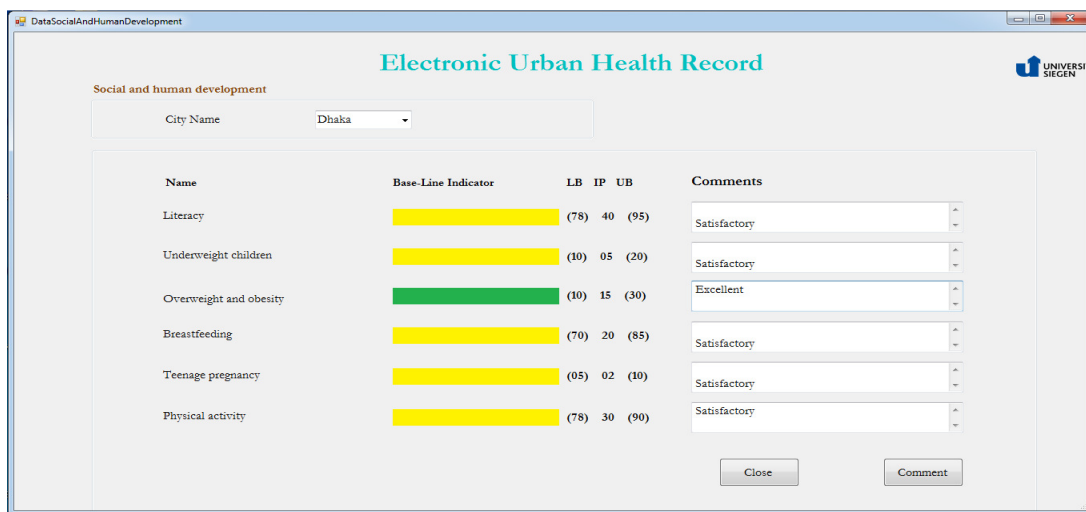 DataSocialAndHumanDevelopment
Electronic Urban Health Record
UNIVERSI
SIEGEN
Social and human development
City Name Dhaka
Name Base-Line Indicator LB IP UB Comments
Literacy (78) 40 (95) Satisfactory
Underweight children (10) 05 (20) Satisfactory
Overweight and obesity (10) 15 (30) Excellent
Breastfeeding (70) 20 (85) Satisfactory
Teenage pregnancy (05) 02 (10) Satisfactory
Physical activity (78) 30 (90) Satisfactory
Close Comment